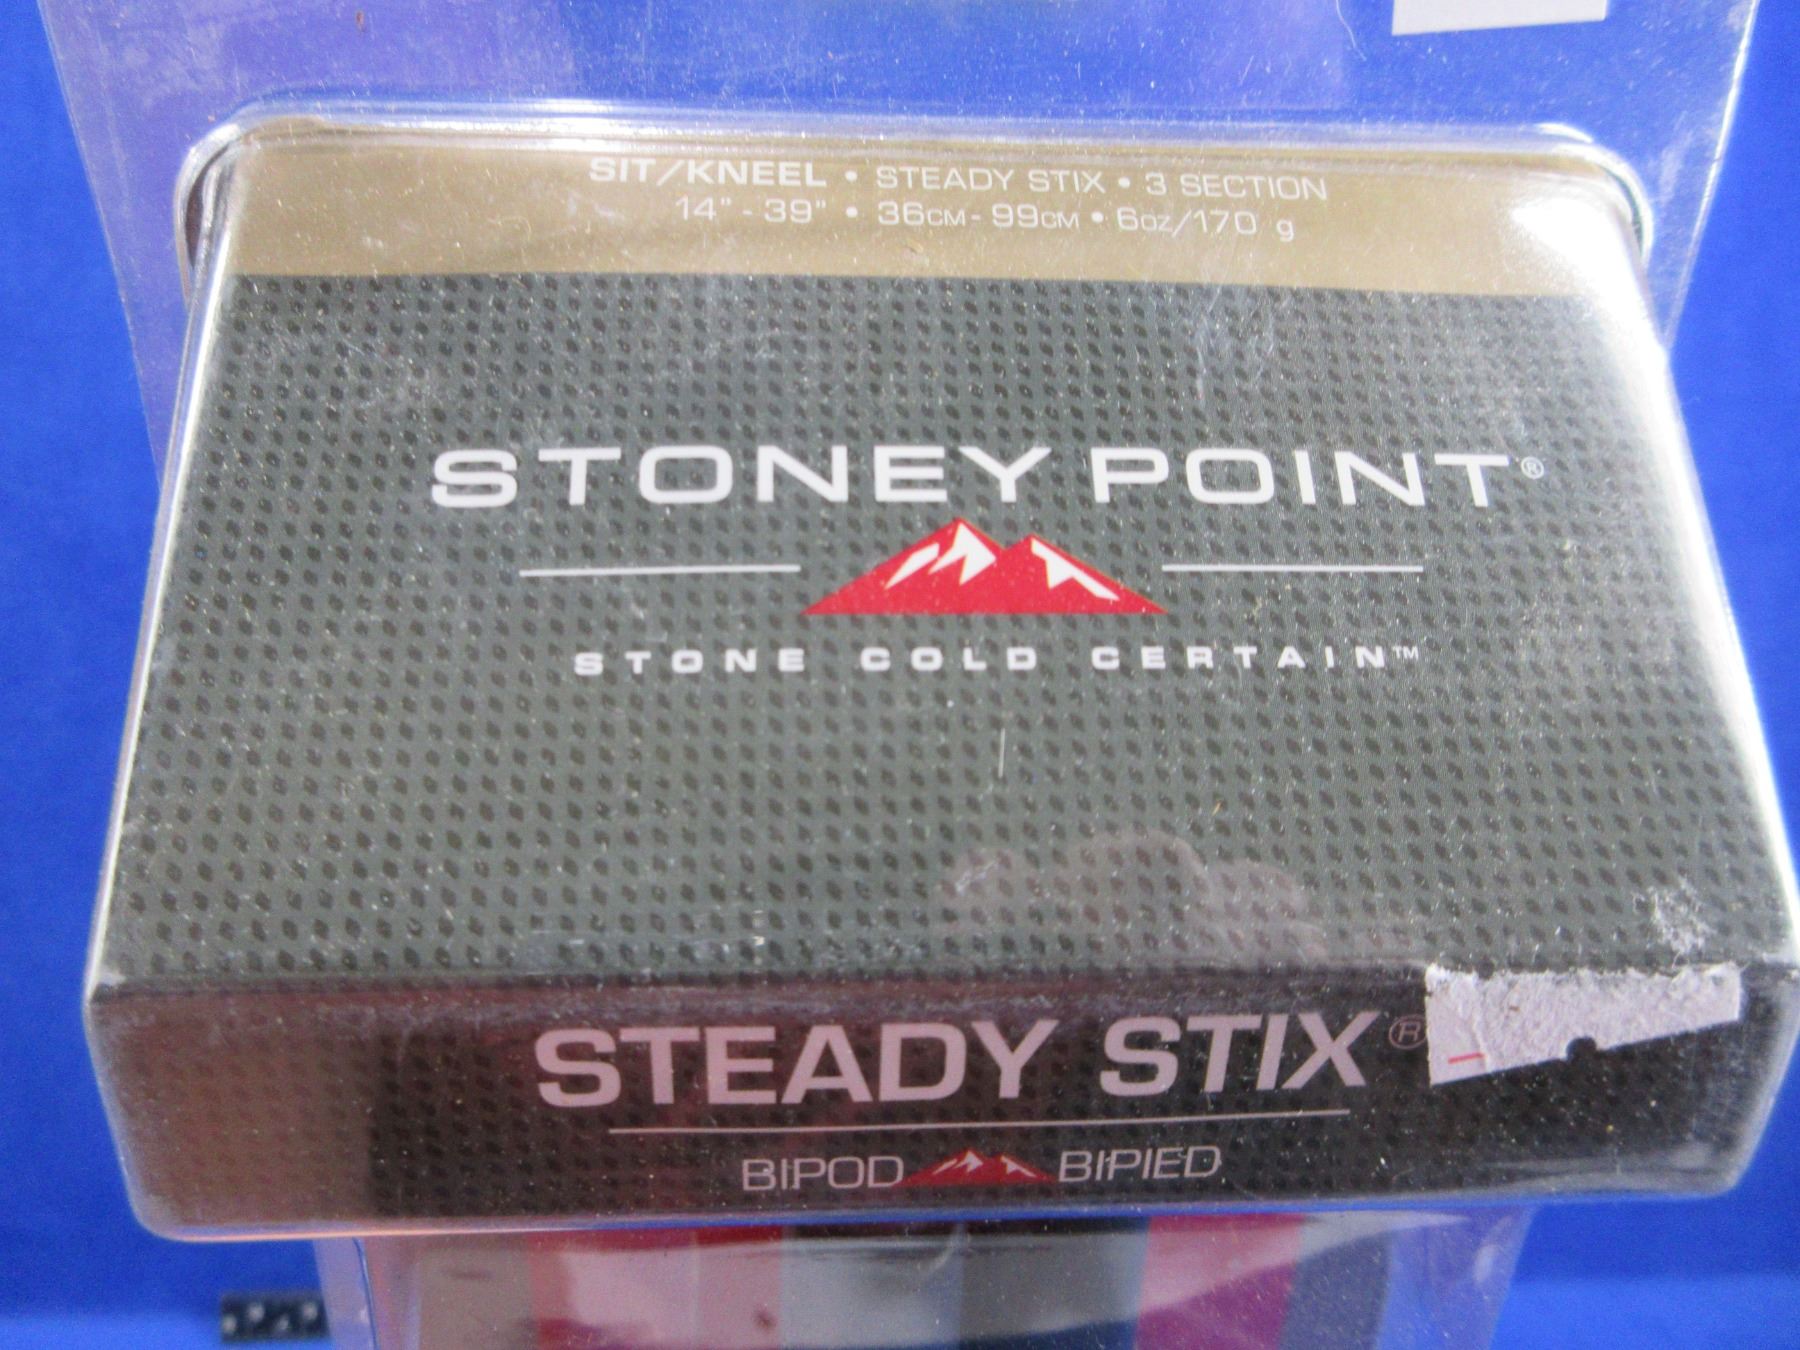 SIT/KNEEL • STEADY STIX • 3 SECTION
14" - 39" • 36CM - 99CM • 6OZ/170 g
STONEY POINT®
STONE COLD CERTAIN™
STEADY STIX®
BIPOD BIPIED